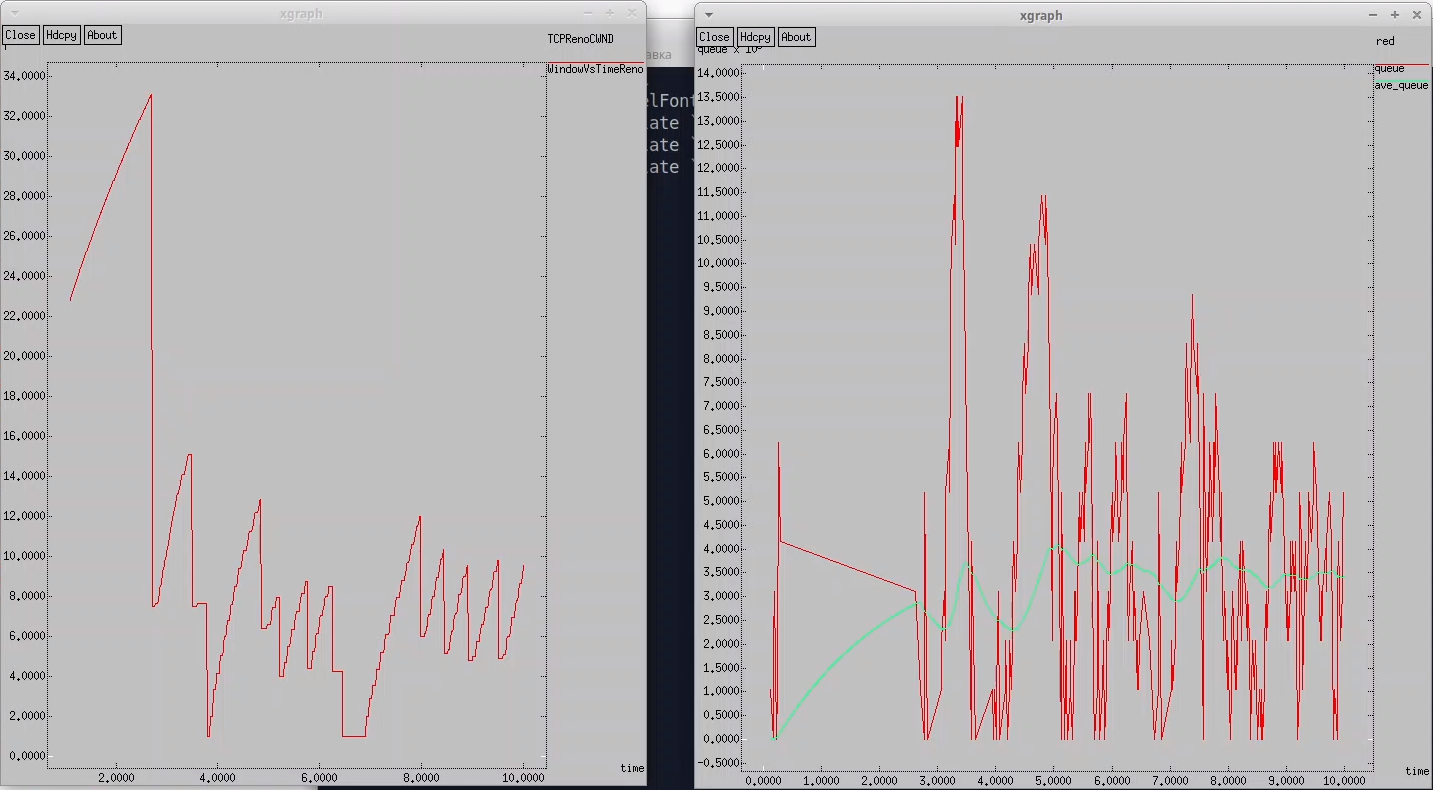 xgraph
Close Hdcpy About
TCPRenoCWND
WindowVsTimeReno
34.0000
32.0000
30.0000
28.0000
26.0000
24.0000
22.0000
20.0000
18.0000
16.0000
14.0000
12.0000
10.0000
8.0000
6.0000
4.0000
2.0000
0.0000
2.0000 4.0000 6.0000 8.0000 10.0000
time
авка
elFont
ate `
ate `
ate `
xgraph
Close Hdcpy About
queue x 10³
red
queue
ave_queue
14.0000
13.5000
13.0000
12.5000
12.0000
11.5000
11.0000
10.5000
10.0000
9.5000
9.0000
8.5000
8.0000
7.5000
7.0000
6.5000
6.0000
5.5000
5.0000
4.5000
4.0000
3.5000
3.0000
2.5000
2.0000
1.5000
1.0000
0.5000
0.0000
-0.5000
0.0000 1.0000 2.0000 3.0000 4.0000 5.0000 6.0000 7.0000 8.0000 9.0000 10.0000
time